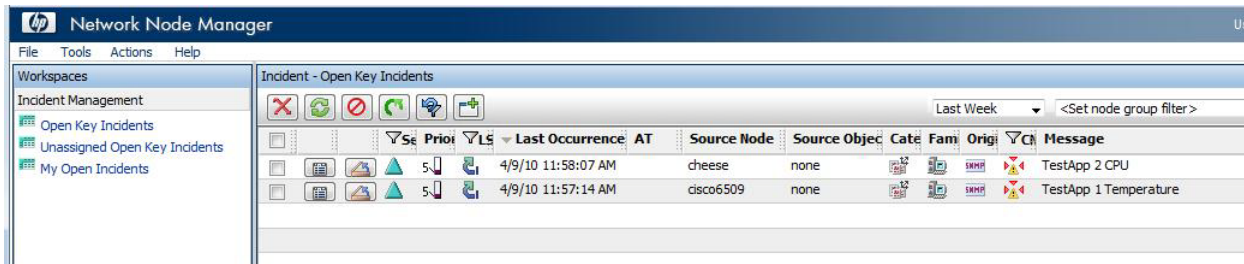 hp Network Node Manager
File Tools Actions Help
Workspaces
Incident Management
Open Key Incidents
Unassigned Open Key Incidents
My Open Incidents
Incident - Open Key Incidents
Last Week <Set node group filter>
Se Prior LS Last Occurrence AT Source Node Source Objec Cate Fam Origi CN Message
5 4/9/10 11:58:07 AM cheese none SNMP TestApp 2 CPU
5 4/9/10 11:57:14 AM cisco6509 none SNMP TestApp 1 Temperature